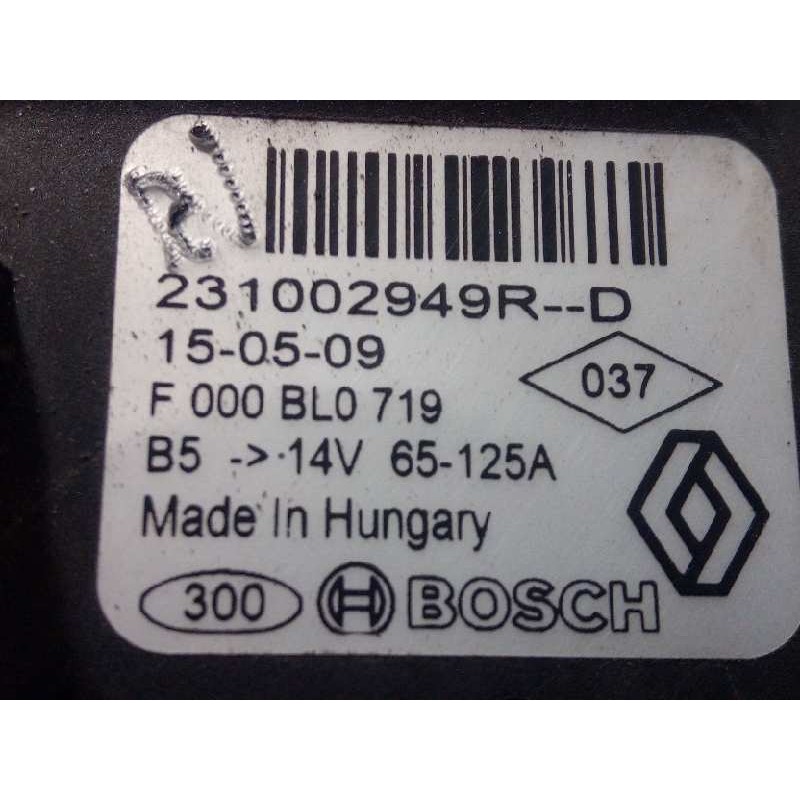 231002949R--D
15-05-09
037
F 000 BL0 719
B5 ->·14V 65-125A
Made In Hungary
300 BOSCH